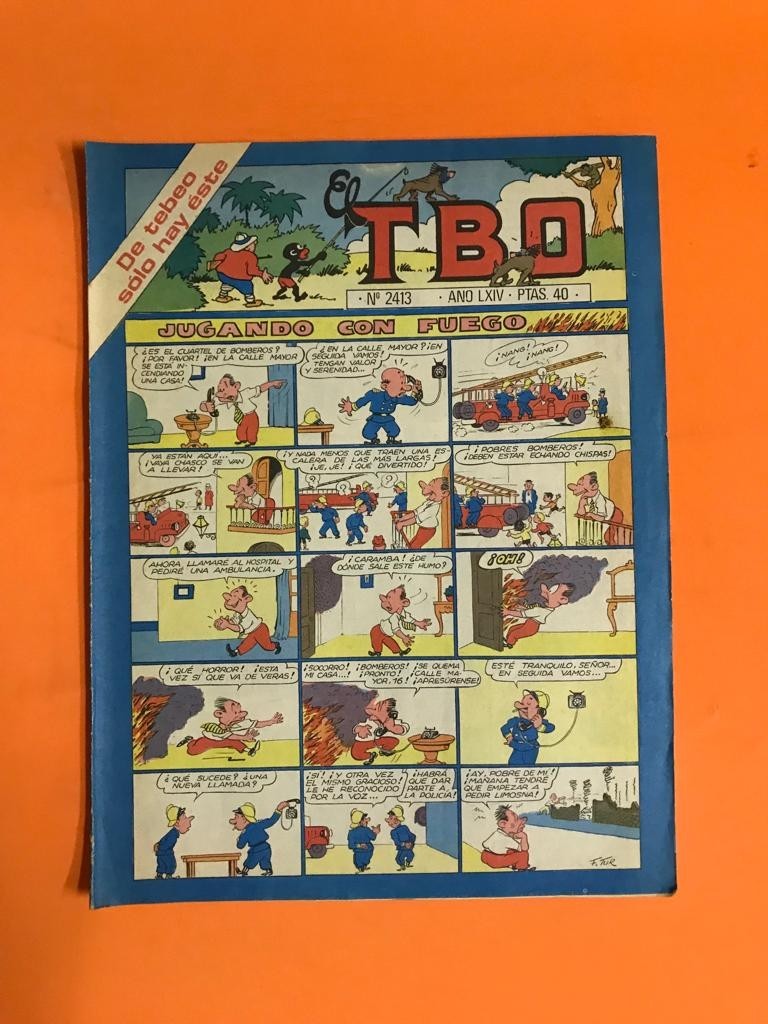 De tebeo
sólo hay éste
El
TBO
Nº 2413 · AÑO LXIV · PTAS. 40 ·
JUGANDO CON FUEGO
¿ES EL CUARTEL DE BOMBEROS?
¡POR FAVOR! ¡EN LA CALLE MAYOR
SE ESTÁ IN-
CENDIANDO
UNA CASA!
¿EN LA CALLE MAYOR? ¡EN
SEGUIDA VAMOS!
TENGAN VALOR
Y SERENIDAD...
¡NANG!
¡NANG!
YA ESTÁN AQUÍ...
¡VAYA CHASCO SE VAN
A LLEVAR!
¡Y NADA MENOS QUE TRAEN UNA ES-
CALERA DE LAS MÁS LARGAS!
¡JE, JE! ¡QUÉ DIVERTIDO!
?
?
¡POBRES BOMBEROS!
¡DEBEN ESTAR ECHANDO CHISPAS!
AHORA LLAMARÉ AL HOSPITAL Y
PEDIRÉ UNA AMBULANCIA.
¡CARAMBA! ¿DE
DÓNDE SALE ESTE HUMO?
¡OH!
¡QUÉ HORROR! ¡ESTA
VEZ SÍ QUE VA DE VERAS!
¡SOCORRO!
MI CASA...!
¡BOMBEROS!
¡PRONTO!
¡SE QUEMA
¡CALLE MA-
YOR, 16! ¡APRESÚRENSE!
ESTÉ TRANQUILO, SEÑOR...
EN SEGUIDA VAMOS...
¿QUÉ SUCEDE? ¿UNA
NUEVA LLAMADA?
¡SÍ! ¡Y OTRA VEZ
EL MISMO GRACIOSO!
LE HE RECONOCIDO
POR LA VOZ...
¡HABRÁ
QUE DAR
PARTE A
LA POLICÍA!
¡AY, POBRE DE MÍ!
¡MAÑANA TENDRÉ
QUE EMPEZAR A
PEDIR LIMOSNA!
F. TUR